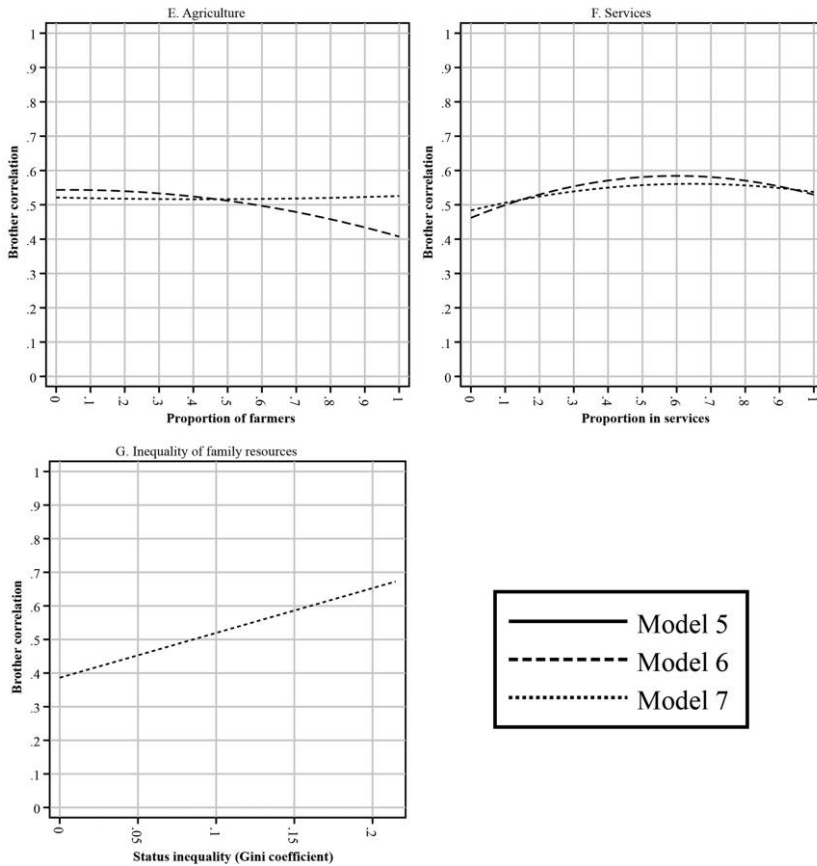 E. Agriculture
1
.9
.8
.7
.6
.5
.4
.3
.2
.1
0
Brother correlation
0 .1 .2 .3 .4 .5 .6 .7 .8 .9 1
Proportion of farmers
F. Services
1
.9
.8
.7
.6
.5
.4
.3
.2
.1
0
Brother correlation
0 .1 .2 .3 .4 .5 .6 .7 .8 .9 1
Proportion in services
G. Inequality of family resources
1
.9
.8
.7
.6
.5
.4
.3
.2
.1
0
Brother correlation
0 .05 .1 .15 .2
Status inequality (Gini coefficient)
Model 5
Model 6
Model 7